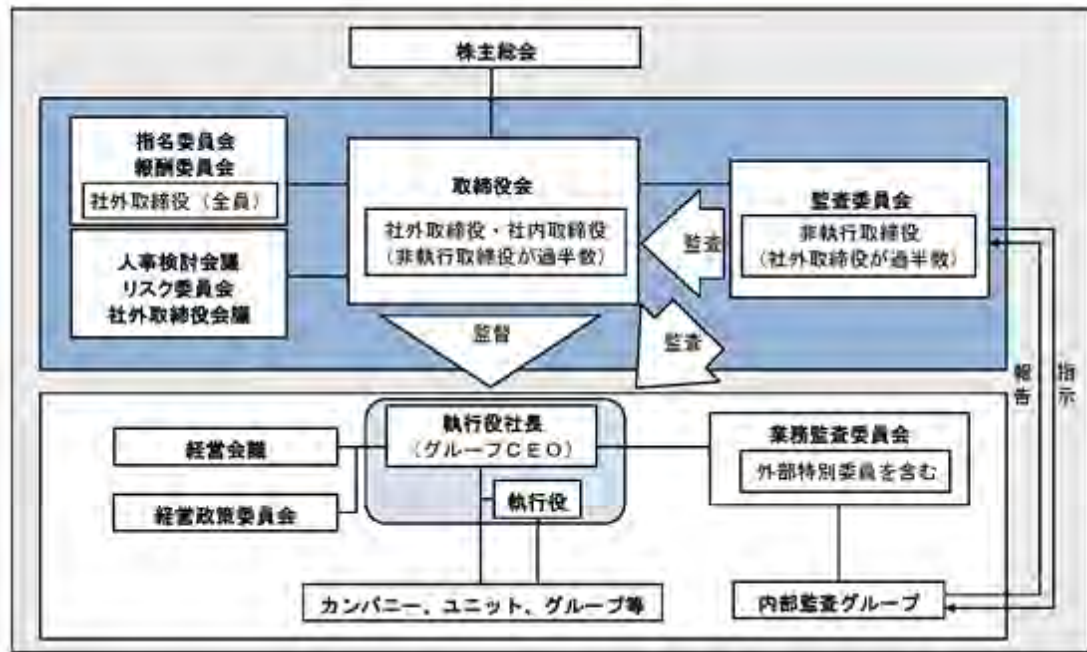 株主総会
指名委員会
報酬委員会
社外取締役（全員）
人事検討会議
リスク委員会
社外取締役会議
取締役会
社外取締役・社内取締役
（非執行取締役が過半数）
監査
監査委員会
非執行取締役
（社外取締役が過半数）
監督
監査
報告
指示
執行役社長
（グループＣＥＯ）
執行役
経営会議
経営政策委員会
業務監査委員会
外部特別委員を含む
カンパニー、ユニット、グループ等
内部監査グループ